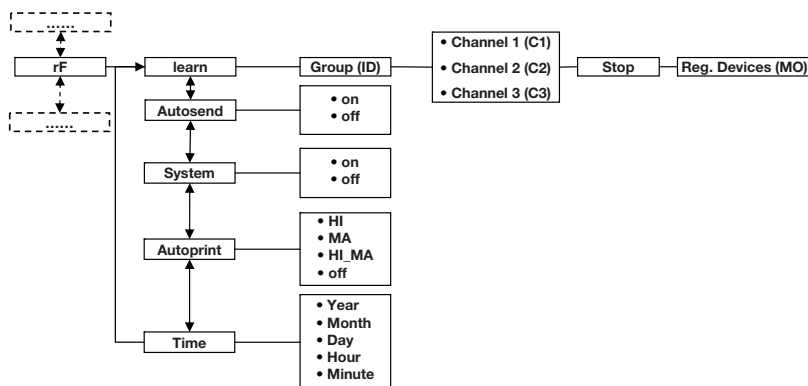 ......
rF
......
learn
Group (ID)
• Channel 1 (C1)
• Channel 2 (C2)
• Channel 3 (C3)
Stop
Reg. Devices (MO)
Autosend
• on
• off
System
• on
• off
Autoprint
• HI
• MA
• HI_MA
• off
Time
• Year
• Month
• Day
• Hour
• Minute